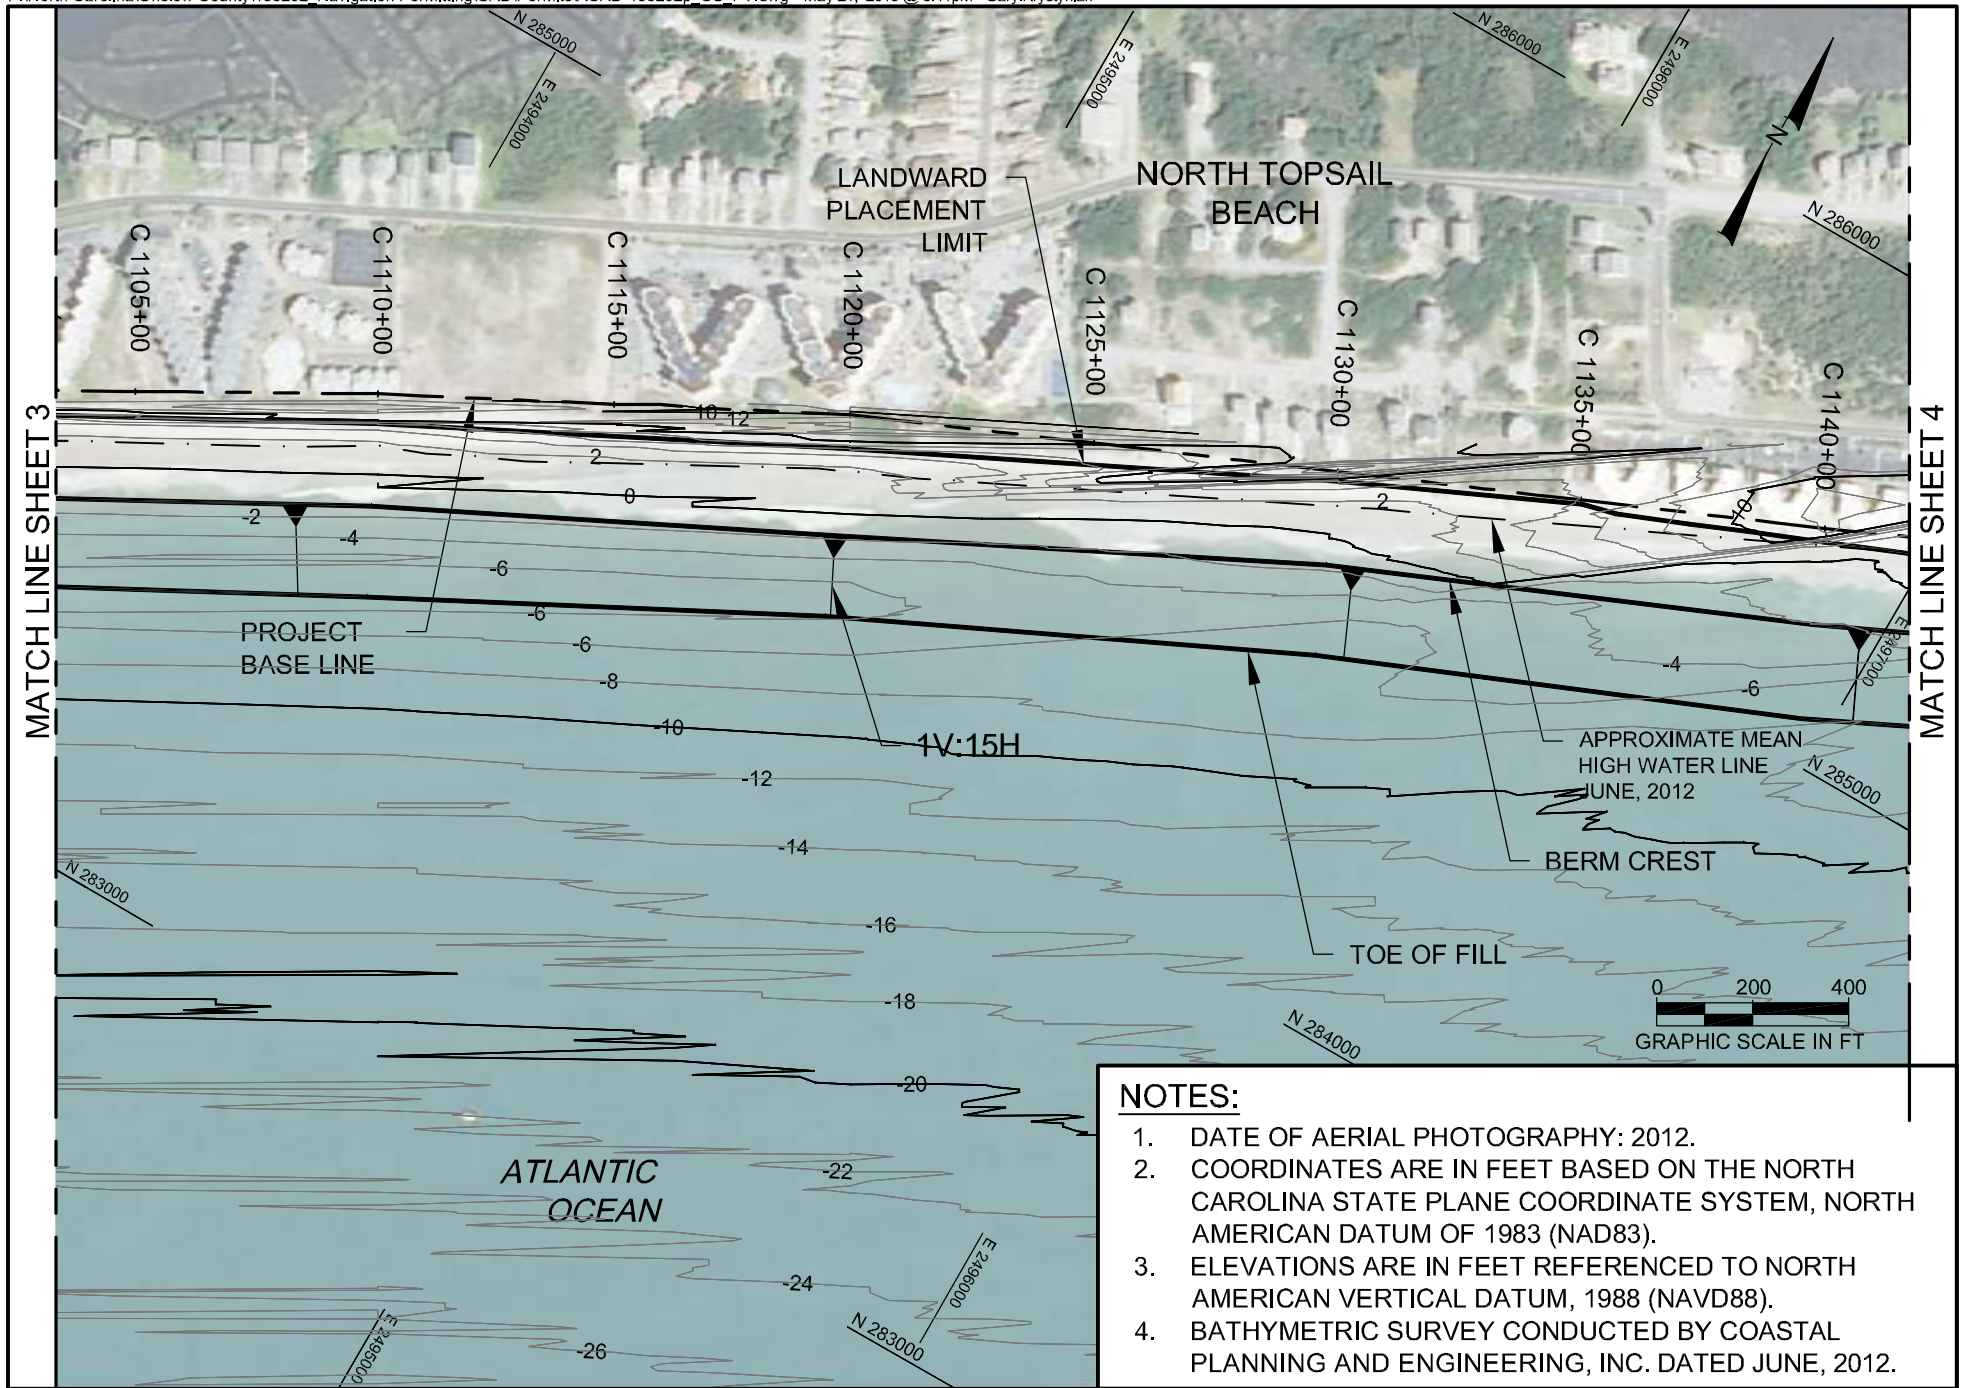 N 285000
E 2494000
E 2495000
N 286000
E 2496000
N
N 286000
LANDWARD
PLACEMENT
LIMIT
NORTH TOPSAIL
BEACH
C 1105+00
C 1110+00
C 1115+00
C 1120+00
C 1125+00
C 1130+00
C 1135+00
C 1140+00
MATCH LINE SHEET 3
MATCH LINE SHEET 4
10
12
2
0
2
-10
-2
-4
-6
-6
-6
-8
-10
-4
-6
E 2497000
PROJECT
BASE LINE
1V:15H
APPROXIMATE MEAN
HIGH WATER LINE
JUNE, 2012
N 285000
BERM CREST
TOE OF FILL
-12
-14
-16
-18
-20
-22
-24
-26
N 283000
N 284000
0 200 400
GRAPHIC SCALE IN FT
ATLANTIC
OCEAN
E 2495000
E 2496000
N 283000
NOTES:
1. DATE OF AERIAL PHOTOGRAPHY: 2012.
2. COORDINATES ARE IN FEET BASED ON THE NORTH
CAROLINA STATE PLANE COORDINATE SYSTEM, NORTH
AMERICAN DATUM OF 1983 (NAD83).
3. ELEVATIONS ARE IN FEET REFERENCED TO NORTH
AMERICAN VERTICAL DATUM, 1988 (NAVD88).
4. BATHYMETRIC SURVEY CONDUCTED BY COASTAL
PLANNING AND ENGINEERING, INC. DATED JUNE, 2012.